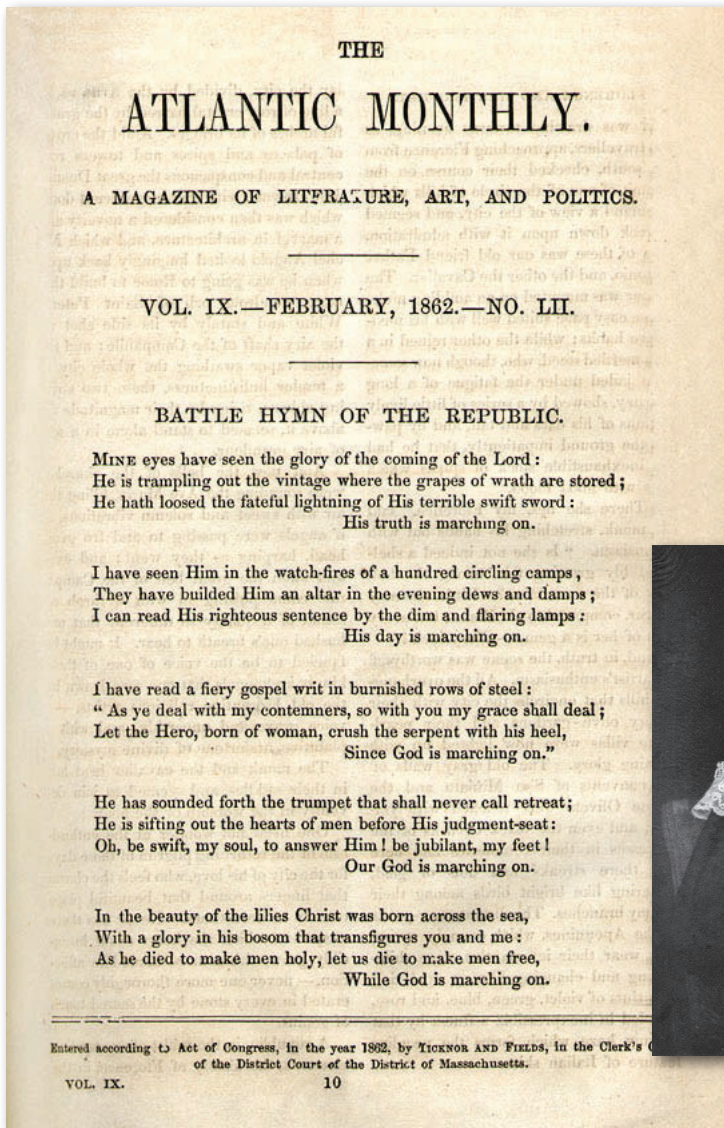 THE
ATLANTIC MONTHLY.
A MAGAZINE OF LITERATURE, ART, AND POLITICS.
VOL. IX.—FEBRUARY, 1862.—NO. LII.
BATTLE HYMN OF THE REPUBLIC.
MINE eyes have seen the glory of the coming of the Lord :
He is trampling out the vintage where the grapes of wrath are stored ;
He hath loosed the fateful lightning of His terrible swift sword :
His truth is marching on.
I have seen Him in the watch-fires of a hundred circling camps ,
They have builded Him an altar in the evening dews and damps ;
I can read His righteous sentence by the dim and flaring lamps :
His day is marching on.
I have read a fiery gospel writ in burnished rows of steel :
“ As ye deal with my contemners, so with you my grace shall deal ;
Let the Hero, born of woman, crush the serpent with his heel,
Since God is marching on.”
He has sounded forth the trumpet that shall never call retreat ;
He is sifting out the hearts of men before His judgment-seat :
Oh, be swift, my soul, to answer Him ! be jubilant, my feet !
Our God is marching on.
In the beauty of the lilies Christ was born across the sea,
With a glory in his bosom that transfigures you and me :
As he died to make men holy, let us die to make men free,
While God is marching on.
Entered according to Act of Congress, in the year 1862, by TICKNOR AND FIELDS, in the Clerk's
of the District Court of the District of Massachusetts.
VOL. IX. 10